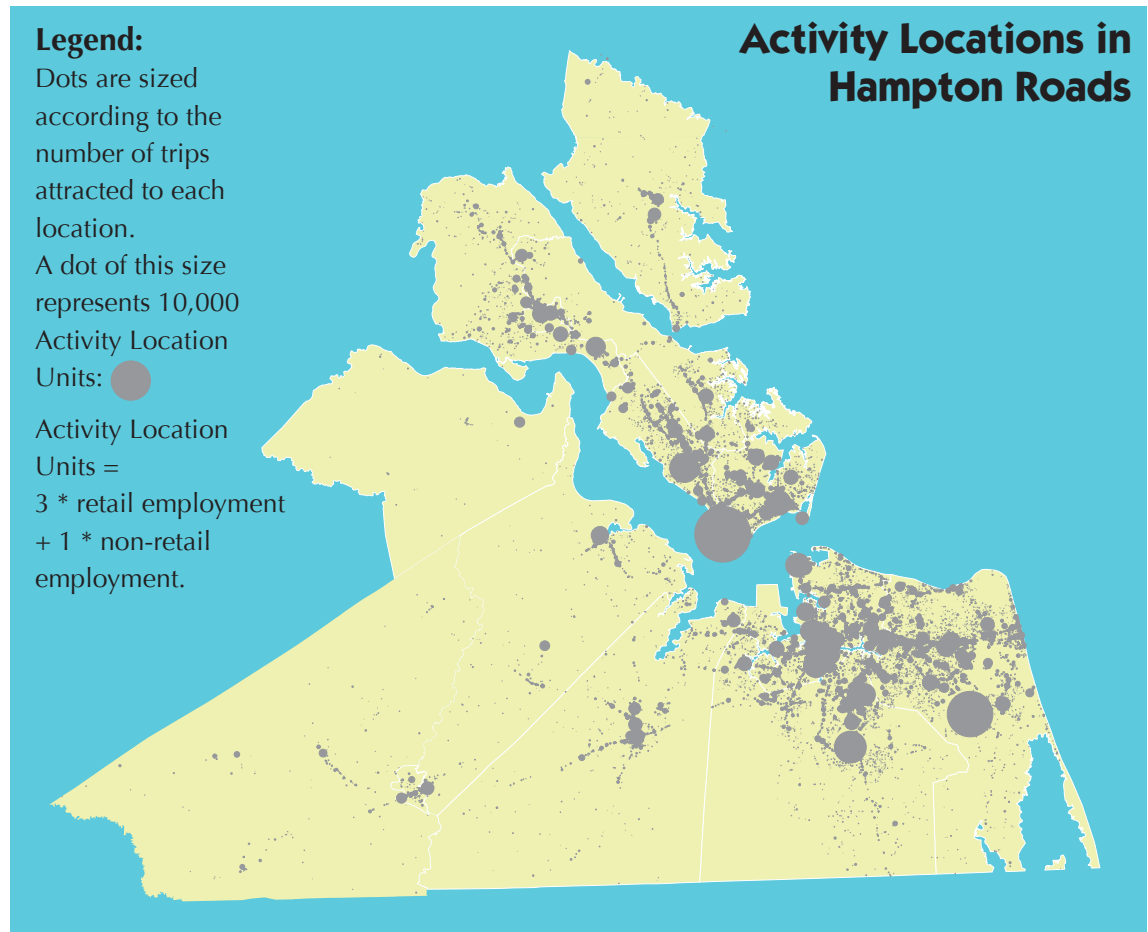 Activity Locations in
Hampton Roads
Legend:
Dots are sized
according to the
number of trips
attracted to each
location.
A dot of this size
represents 10,000
Activity Location
Units:
Activity Location
Units =
3 * retail employment
+ 1 * non-retail
employment.